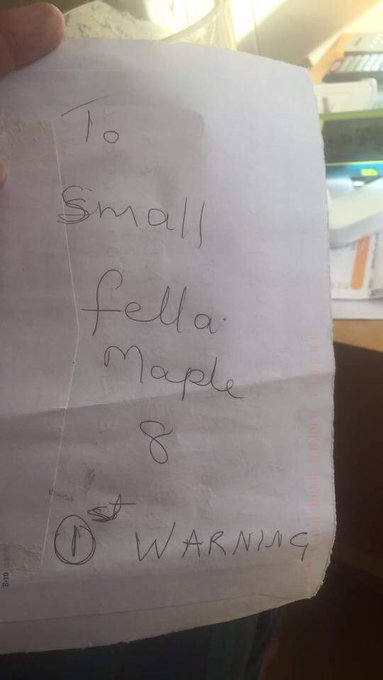 To
Small
fella.
Maple
8
1st WARNING